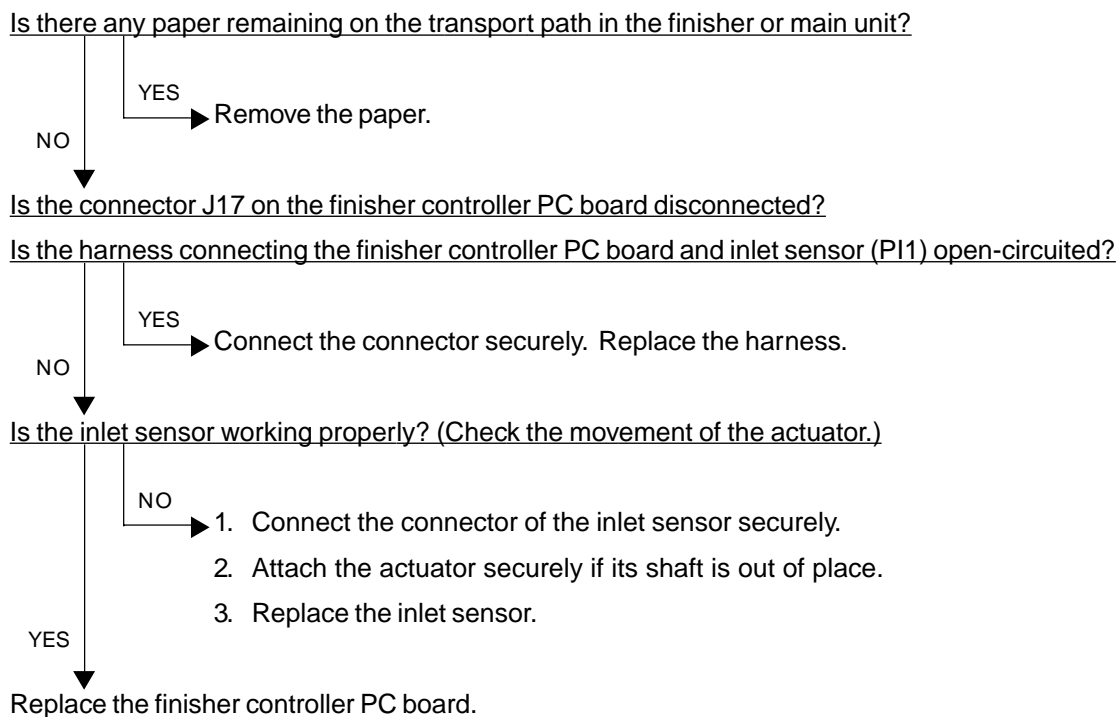 Is there any paper remaining on the transport path in the finisher or main unit?
YES
Remove the paper.
NO
Is the connector J17 on the finisher controller PC board disconnected?
Is the harness connecting the finisher controller PC board and inlet sensor (PI1) open-circuited?
YES
Connect the connector securely. Replace the harness.
NO
Is the inlet sensor working properly? (Check the movement of the actuator.)
NO
1. Connect the connector of the inlet sensor securely.
2. Attach the actuator securely if its shaft is out of place.
3. Replace the inlet sensor.
YES
Replace the finisher controller PC board.